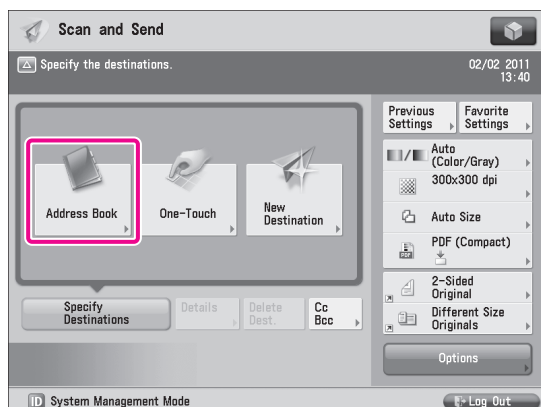 Scan and Send
Specify the destinations.
02/02 2011
13:40
Previous
Settings
Favorite
Settings
Auto
(Color/Gray)
300x300 dpi
Auto Size
PDF (Compact)
2-Sided
Original
Different Size
Originals
Options
Address Book
One-Touch
New
Destination
Specify
Destinations
Details
Delete
Dest.
Cc
Bcc
ID System Management Mode
Log Out